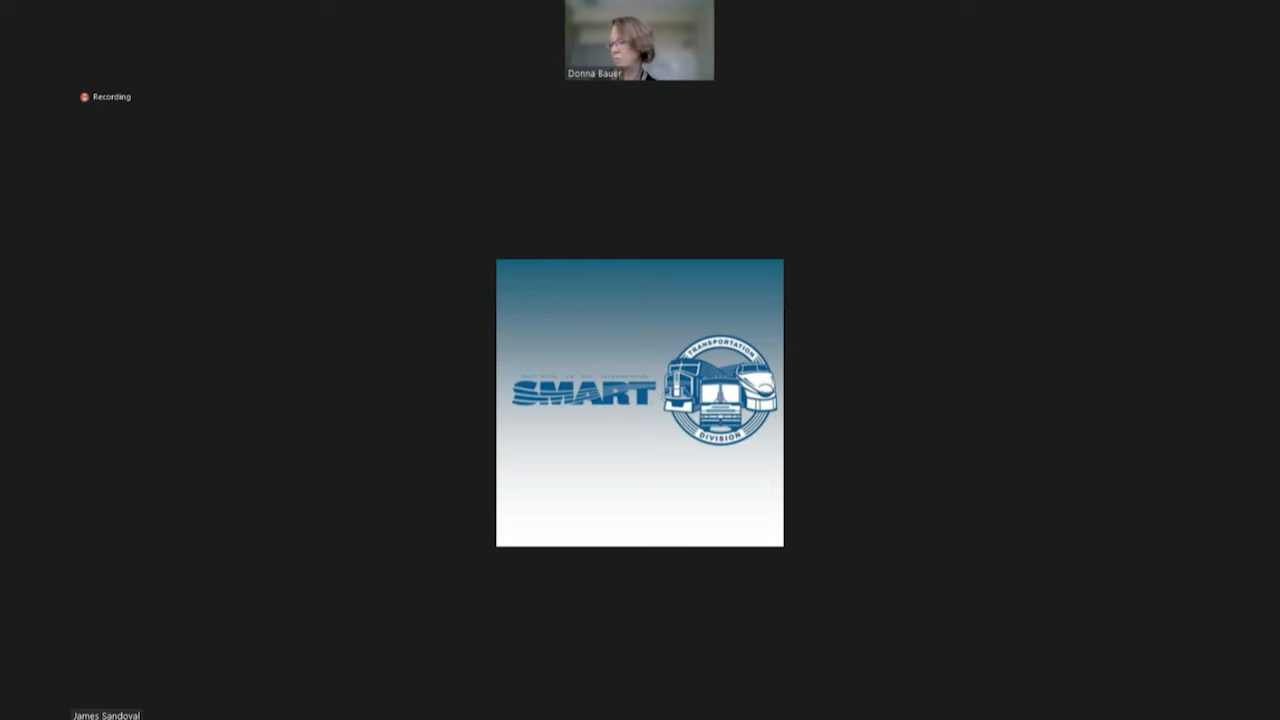 Donna Bauer
Recording
TRANSPORTATION
SMART
DIVISION
James Sandoval